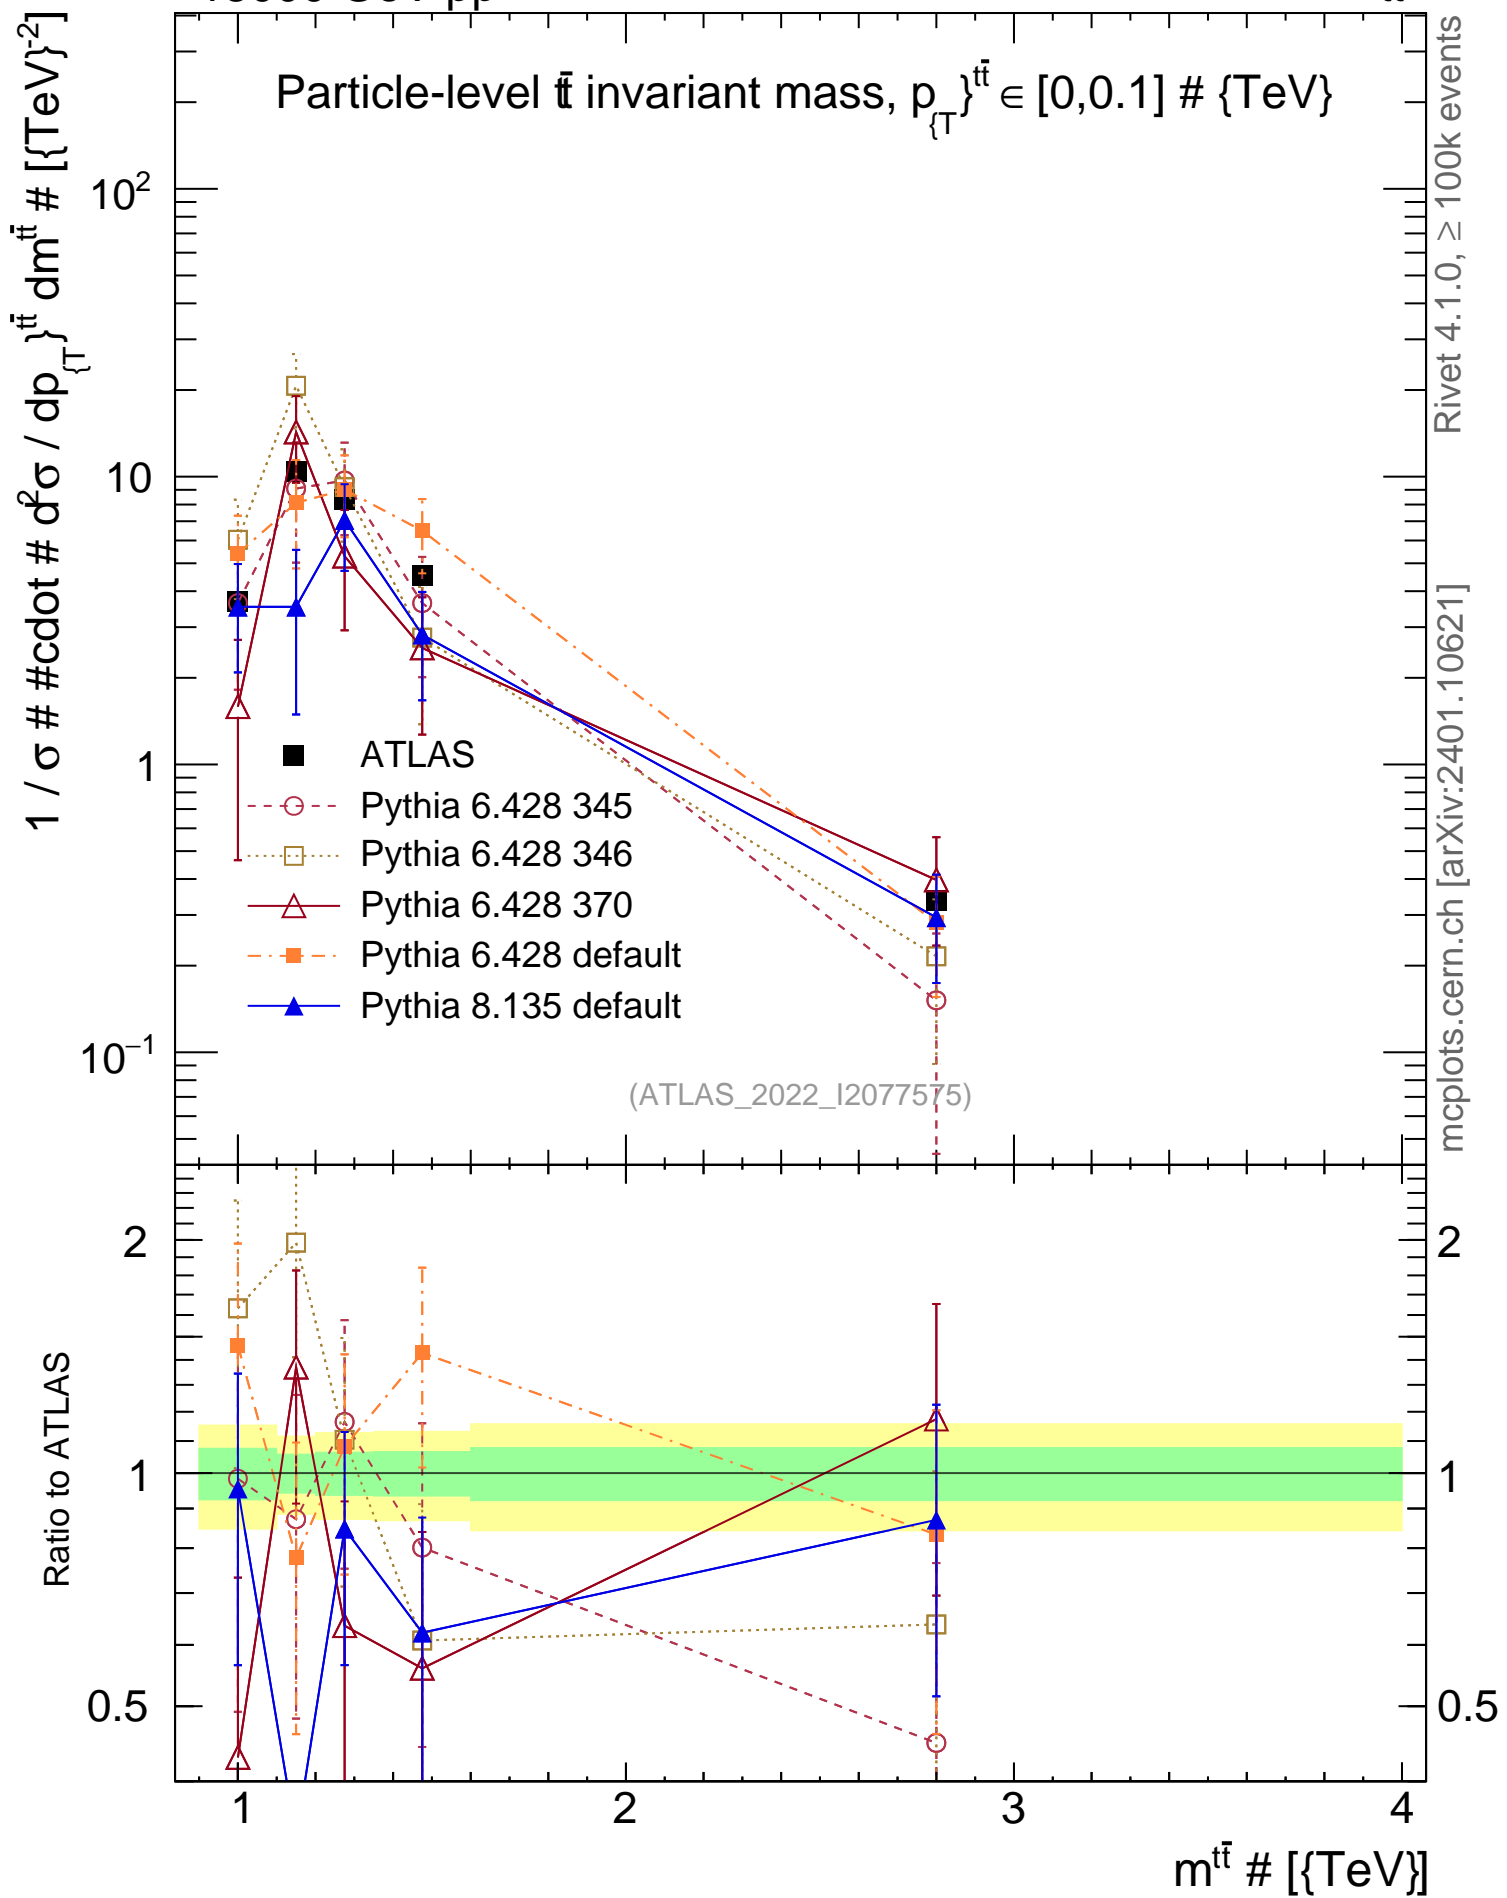 Particle-level tt̄ invariant mass, p_{T}^{tt̄} ∈ [0,0.1] # {TeV}
1 / σ # #cdot # d²σ / dp_{T}^{tt̄} dm^{tt̄} # [{TeV}⁻²]
10²
10
1
10⁻¹
ATLAS
Pythia 6.428 345
Pythia 6.428 346
Pythia 6.428 370
Pythia 6.428 default
Pythia 8.135 default
(ATLAS_2022_I2077575)
Rivet 4.1.0, ≥ 100k events
mcplots.cern.ch [arXiv:2401.10621]
Ratio to ATLAS
2 2
1 1
0.5 0.5
1 2 3 4
m^{tt̄} # [{TeV}]